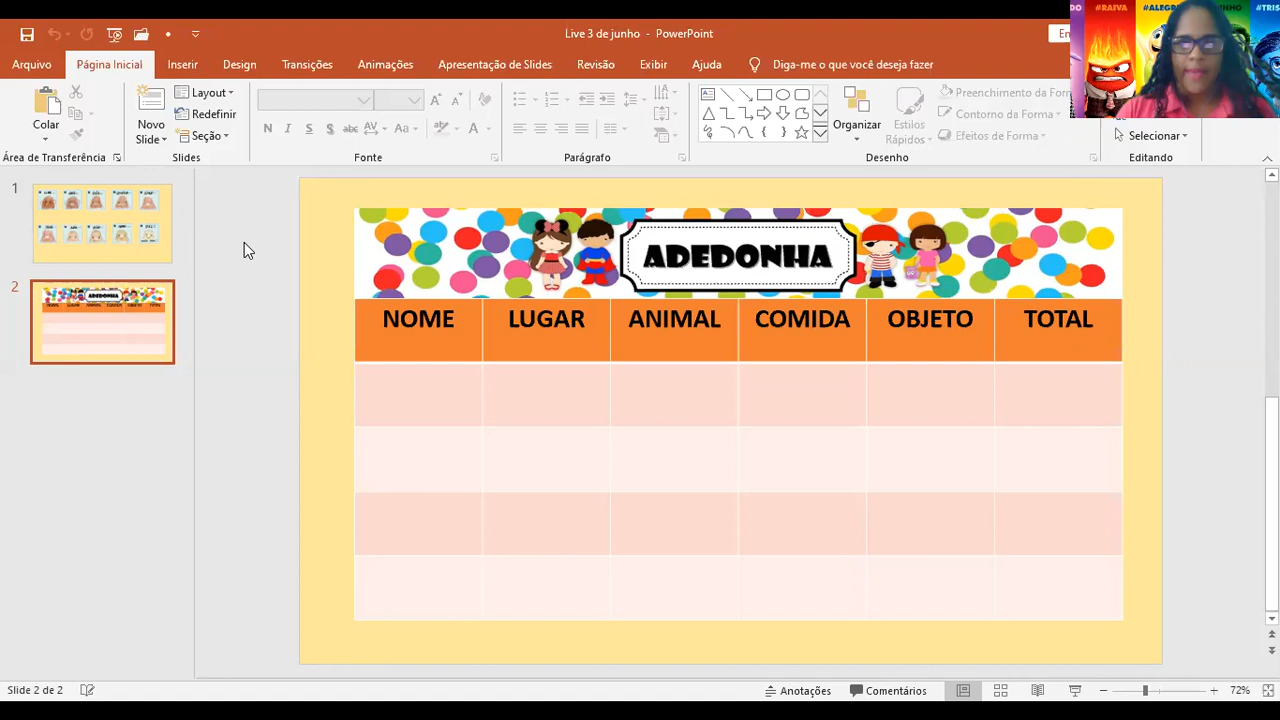 Live 3 de junho - PowerPoint
#RAIVA
Arquivo Página Inicial Inserir Design Transições Animações Apresentação de Slides Revisão Exibir Ajuda Diga-me o que você deseja fazer
Colar
Novo Slide
Layout
Redefinir
Seção
Organizar
Estilos Rápidos
Preenchimento da
Contorno da Forma
Efeitos de Forma
Selecionar
Área de Transferência Slides Fonte Parágrafo Desenho Editando
1
2
ADEDONHA
NOME LUGAR ANIMAL COMIDA OBJETO TOTAL
Slide 2 de 2 Anotações Comentários 72%